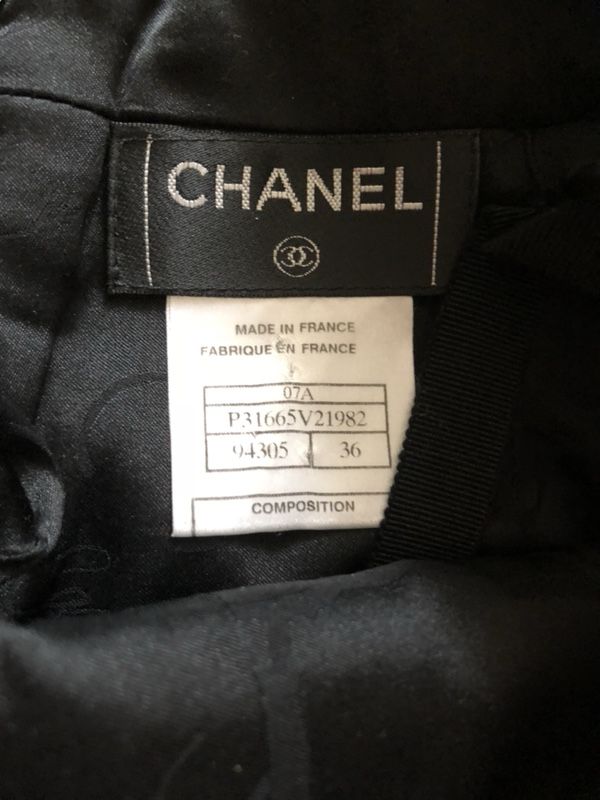 CHANEL
MADE IN FRANCE
FABRIQUE EN FRANCE
07A
P31665V21982
94305 36
COMPOSITION